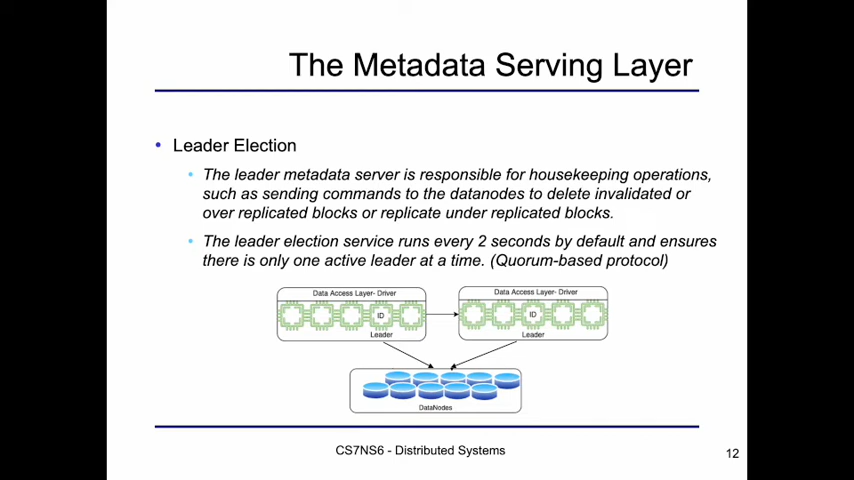 The Metadata Serving Layer
• Leader Election
• The leader metadata server is responsible for housekeeping operations,
such as sending commands to the datanodes to delete invalidated or
over replicated blocks or replicate under replicated blocks.
• The leader election service runs every 2 seconds by default and ensures
there is only one active leader at a time. (Quorum-based protocol)
Data Access Layer- Driver
ID
Leader
Data Access Layer- Driver
ID
Leader
DataNodes
CS7NS6 - Distributed Systems
12